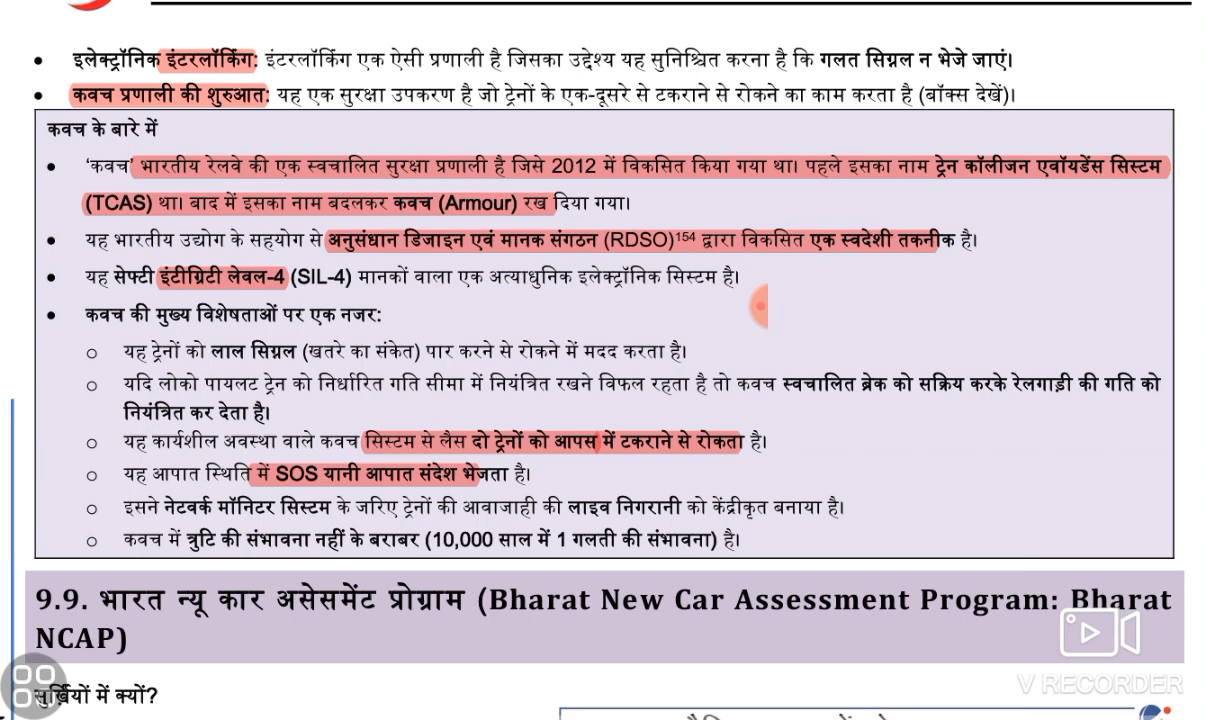 • इलेक्ट्रॉनिक इंटरलॉकिंग: इंटरलॉकिंग एक ऐसी प्रणाली है जिसका उद्देश्य यह सुनिश्चित करना है कि गलत सिग्नल न भेजे जाएं।
• कवच प्रणाली की शुरुआत: यह एक सुरक्षा उपकरण है जो ट्रेनों के एक-दूसरे से टकराने से रोकने का काम करता है (बॉक्स देखें)।
कवच के बारे में
• ‘कवच’ भारतीय रेलवे की एक स्वचालित सुरक्षा प्रणाली है जिसे 2012 में विकसित किया गया था। पहले इसका नाम ट्रेन कॉलीजन एवॉयडेंस सिस्टम
(TCAS) था। बाद में इसका नाम बदलकर कवच (Armour) रख दिया गया।
• यह भारतीय उद्योग के सहयोग से अनुसंधान डिजाइन एवं मानक संगठन (RDSO)¹⁵⁴ द्वारा विकसित एक स्वदेशी तकनीक है।
• यह सेफ्टी इंटीग्रिटी लेवल-4 (SIL-4) मानकों वाला एक अत्याधुनिक इलेक्ट्रॉनिक सिस्टम है।
• कवच की मुख्य विशेषताओं पर एक नजर:
o यह ट्रेनों को लाल सिग्नल (खतरे का संकेत) पार करने से रोकने में मदद करता है।
o यदि लोको पायलट ट्रेन को निर्धारित गति सीमा में नियंत्रित रखने विफल रहता है तो कवच स्वचालित ब्रेक को सक्रिय करके रेलगाड़ी की गति को
नियंत्रित कर देता है।
o यह कार्यशील अवस्था वाले कवच सिस्टम से लैस दो ट्रेनों को आपस में टकराने से रोकता है।
o यह आपात स्थिति में SOS यानी आपात संदेश भेजता है।
o इसने नेटवर्क मॉनिटर सिस्टम के जरिए ट्रेनों की आवाजाही की लाइव निगरानी को केंद्रीकृत बनाया है।
o कवच में त्रुटि की संभावना नहीं के बराबर (10,000 साल में 1 गलती की संभावना) है।
9.9. भारत न्यू कार असेसमेंट प्रोग्राम (Bharat New Car Assessment Program: Bharat
NCAP)
V RECORDER
सुर्ख़ियों में क्यों?